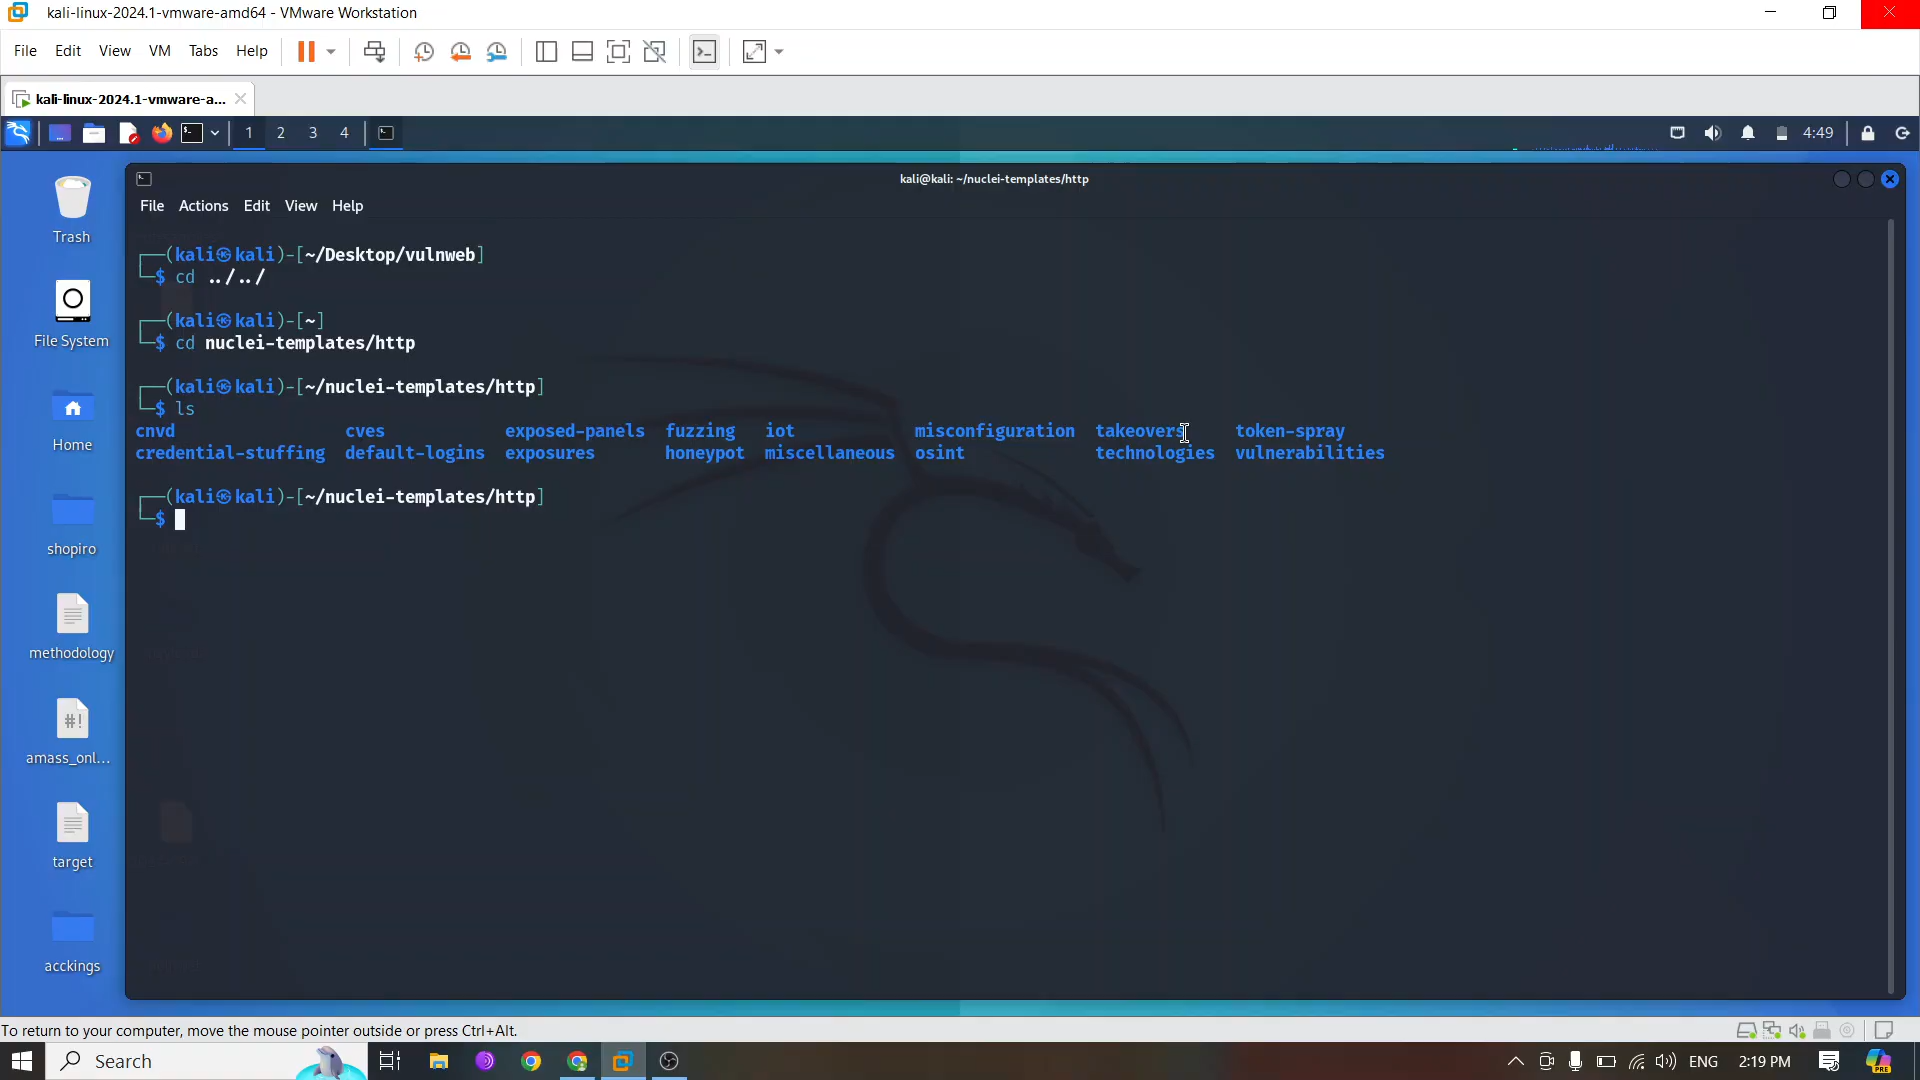 kali-linux-2024.1-vmware-amd64 - VMware Workstation
File Edit View VM Tabs Help
kali-linux-2024.1-vmware-a...
1 2 3 4
4:49
kali@kali: ~/nuclei-templates/http
File Actions Edit View Help
Trash
File System
Home
shopiro
methodology
amass_onl...
target
acckings
┌──(kali㉿kali)-[~/Desktop/vulnweb]
└─$ cd ../../
┌──(kali㉿kali)-[~]
└─$ cd nuclei-templates/http
┌──(kali㉿kali)-[~/nuclei-templates/http]
└─$ ls
cnvd cves exposed-panels fuzzing iot misconfiguration takeovers token-spray
credential-stuffing default-logins exposures honeypot miscellaneous osint technologies vulnerabilities
┌──(kali㉿kali)-[~/nuclei-templates/http]
└─$
To return to your computer, move the mouse pointer outside or press Ctrl+Alt.
Search
ENG
2:19 PM
PRE